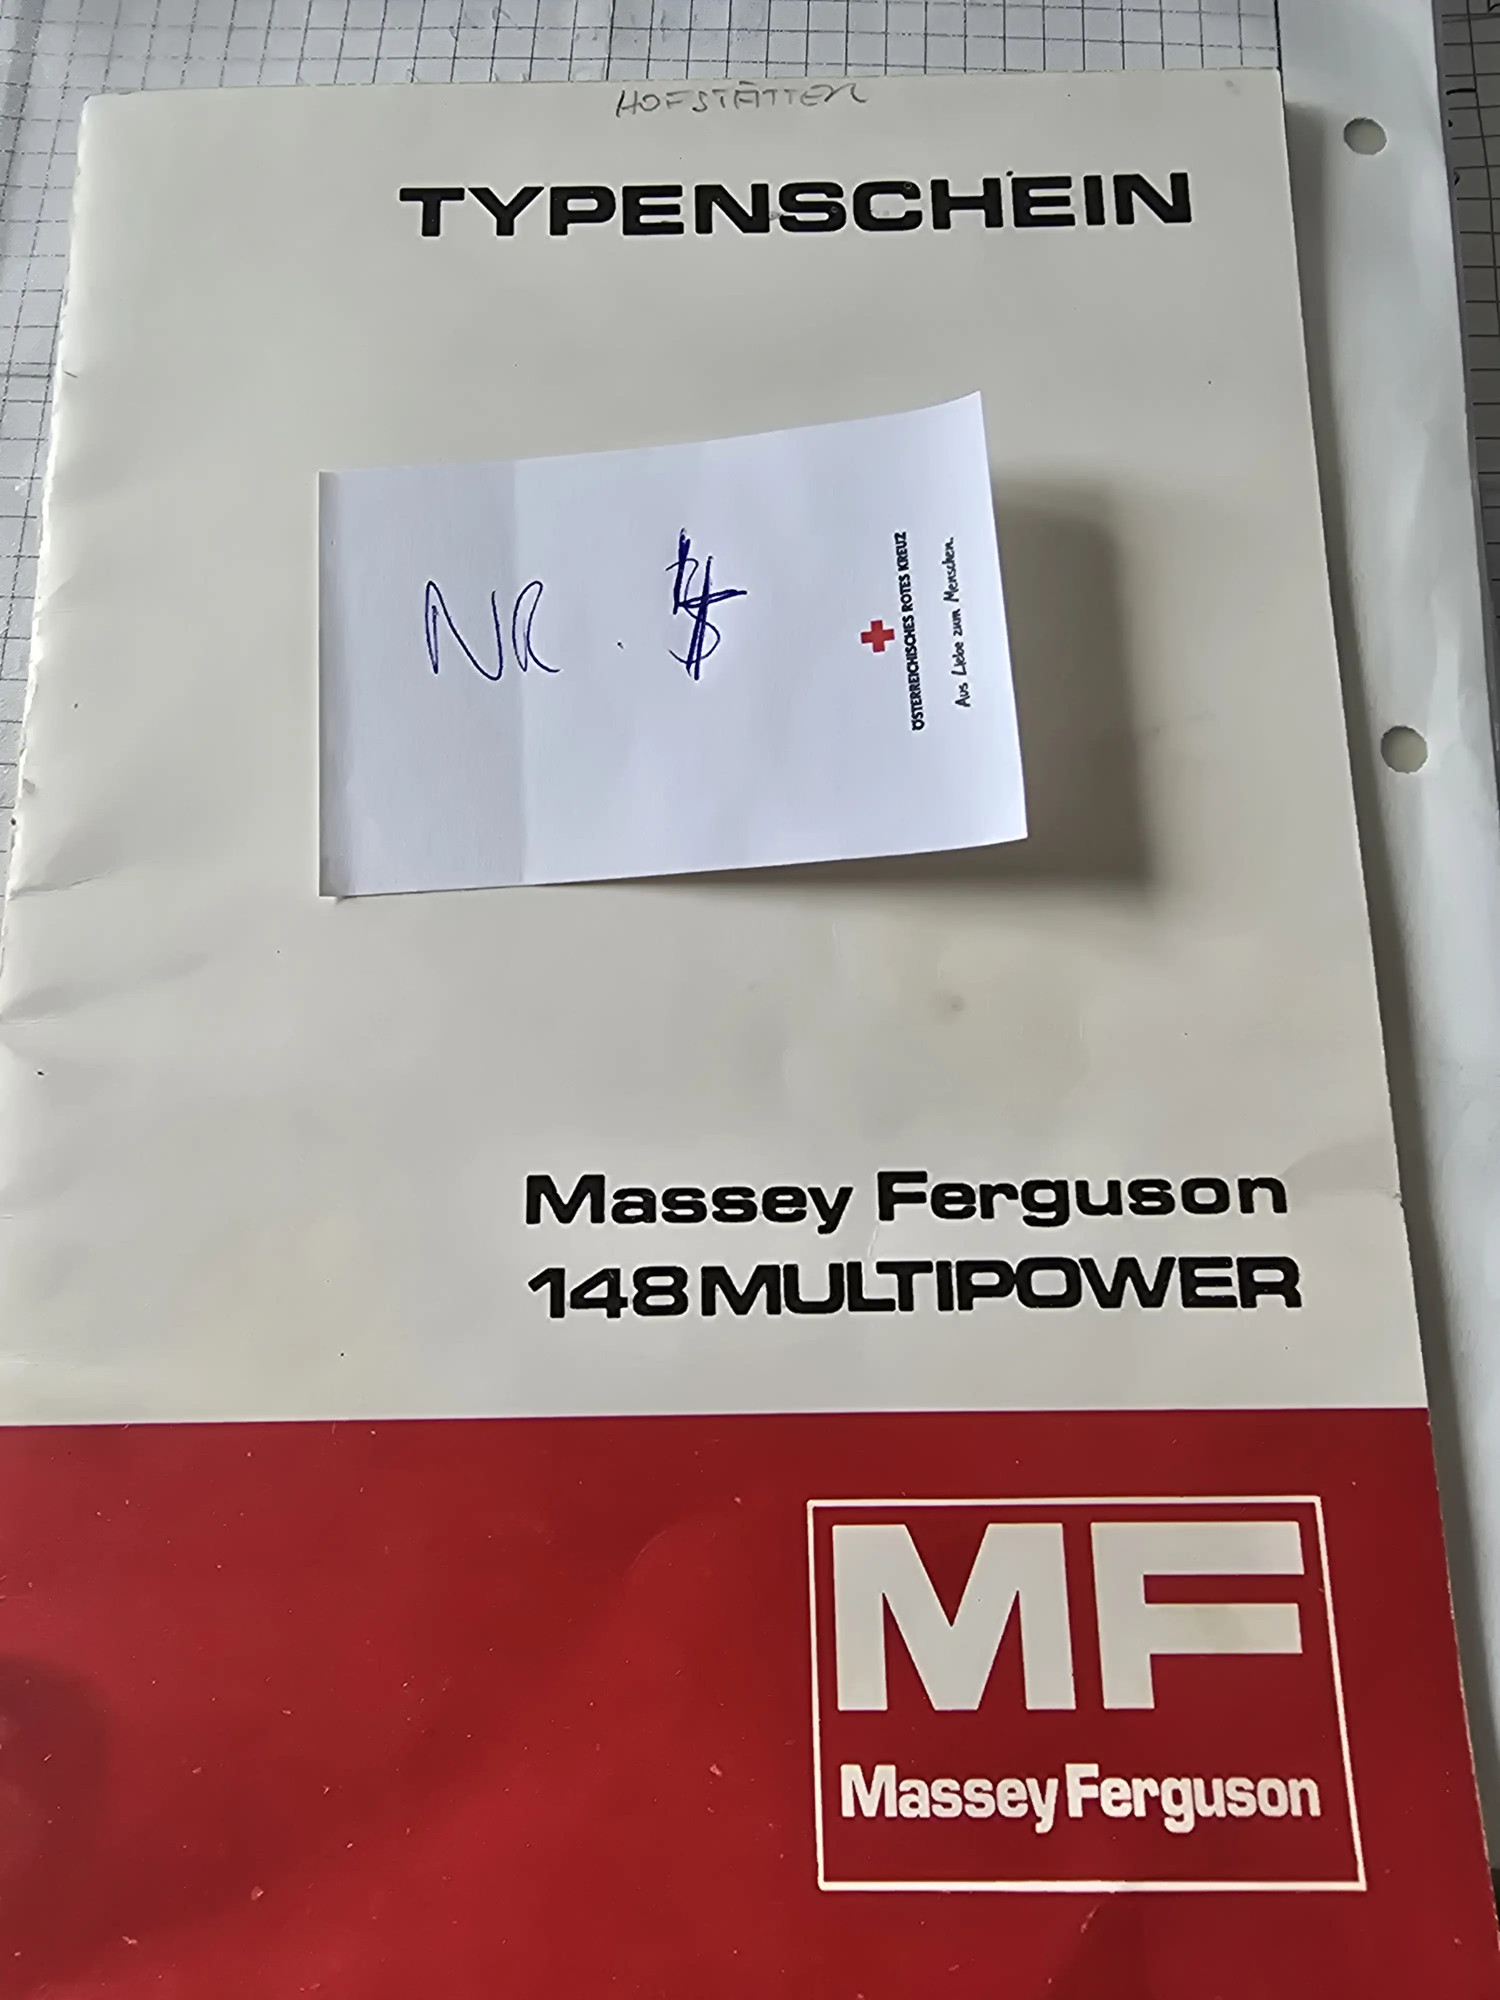 HOFSTÄTTER
TYPENSCHEIN
NR.
ÖSTERREICHISCHES ROTES KREUZ
Aus Liebe zum Menschen.
Massey Ferguson
148 MULTIPOWER
MF
Massey Ferguson